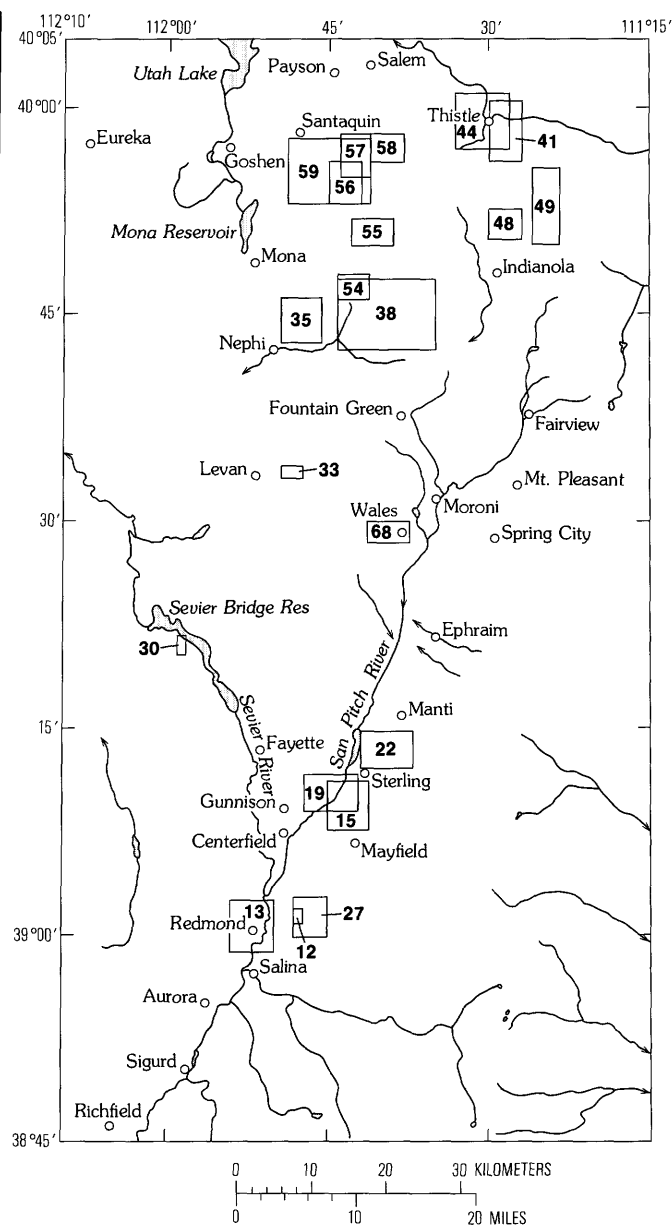 112°10' 112°00' 45' 30' 111°15'
40°05'
Utah Lake
Payson
Salem
40°00'
Thistle
44
41
Santaquin
Eureka
Goshen
57
58
59
56
49
48
55
Mona Reservoir
Mona
Indianola
54
45'
35
38
Nephi
Fountain Green
Fairview
Levan
33
Mt. Pleasant
Moroni
Wales
30'
68
Spring City
Sevier Bridge Res
Ephraim
30
San Pitch River
Manti
15'
Sevier River
Fayette
22
Sterling
19
Gunnison
15
Centerfield
Mayfield
13
27
Redmond
39°00'
12
Salina
Aurora
Sigurd
Richfield
38°45'
0 10 20 30 KILOMETERS
0 10 20 MILES